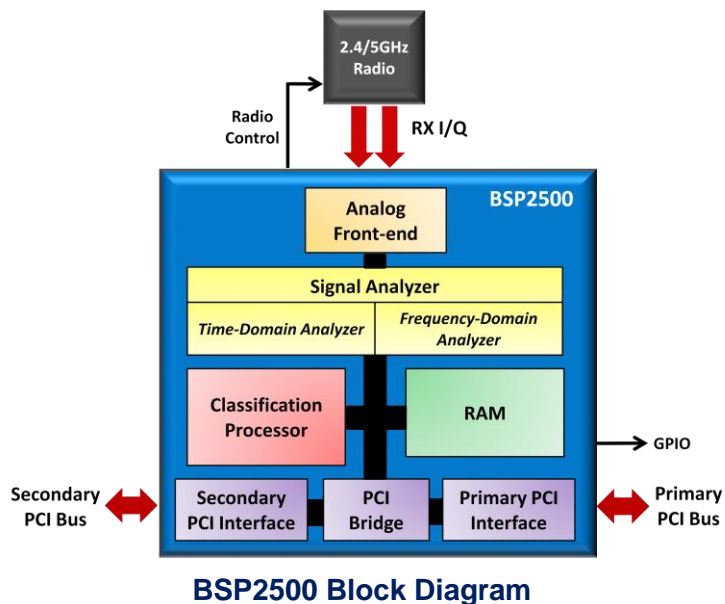 2.4/5GHz
Radio
Radio
Control
RX I/Q
BSP2500
Analog
Front-end
Signal Analyzer
Time-Domain Analyzer
Frequency-Domain
Analyzer
Classification
Processor
RAM
GPIO
Secondary
PCI Bus
Secondary
PCI Interface
PCI
Bridge
Primary PCI
Interface
Primary
PCI Bus
BSP2500 Block Diagram